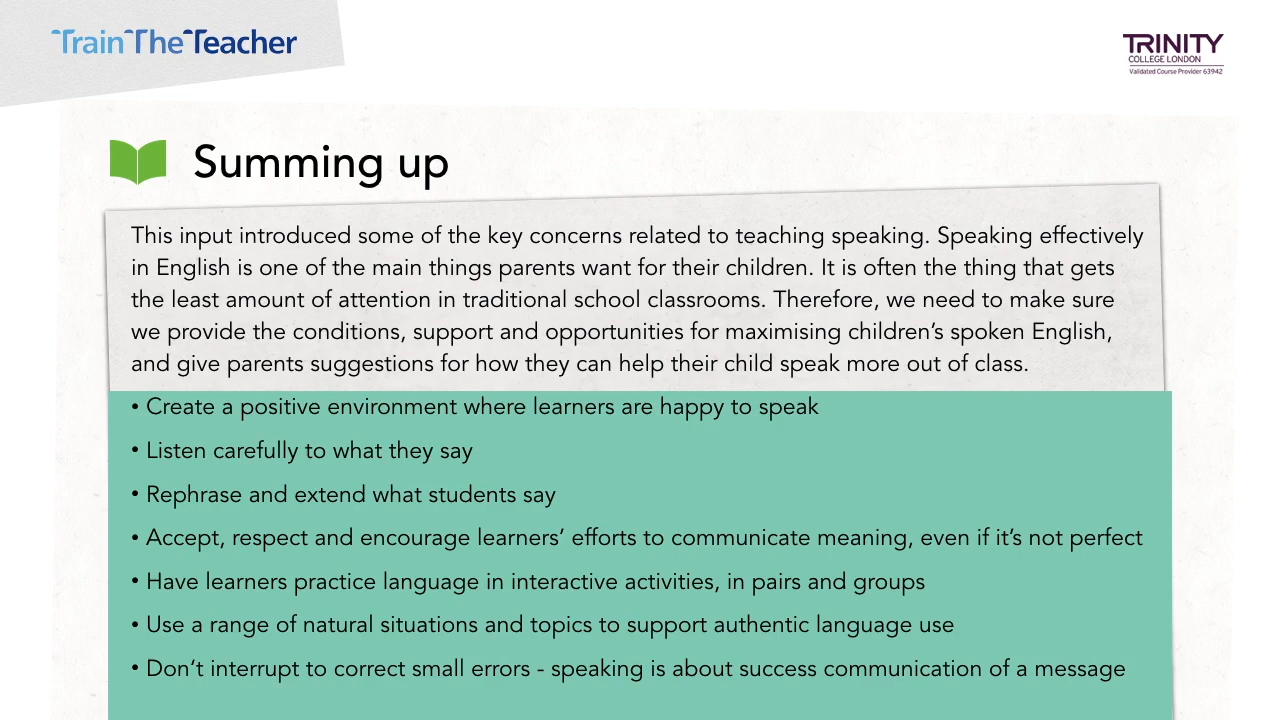 TrainTheTeacher
TRINITY
COLLEGE LONDON
Validated Course Provider 63942
Summing up
This input introduced some of the key concerns related to teaching speaking. Speaking effectively
in English is one of the main things parents want for their children. It is often the thing that gets
the least amount of attention in traditional school classrooms. Therefore, we need to make sure
we provide the conditions, support and opportunities for maximising children's spoken English,
and give parents suggestions for how they can help their child speak more out of class.
• Create a positive environment where learners are happy to speak
• Listen carefully to what they say
• Rephrase and extend what students say
• Accept, respect and encourage learners' efforts to communicate meaning, even if it's not perfect
• Have learners practice language in interactive activities, in pairs and groups
• Use a range of natural situations and topics to support authentic language use
• Don't interrupt to correct small errors - speaking is about success communication of a message